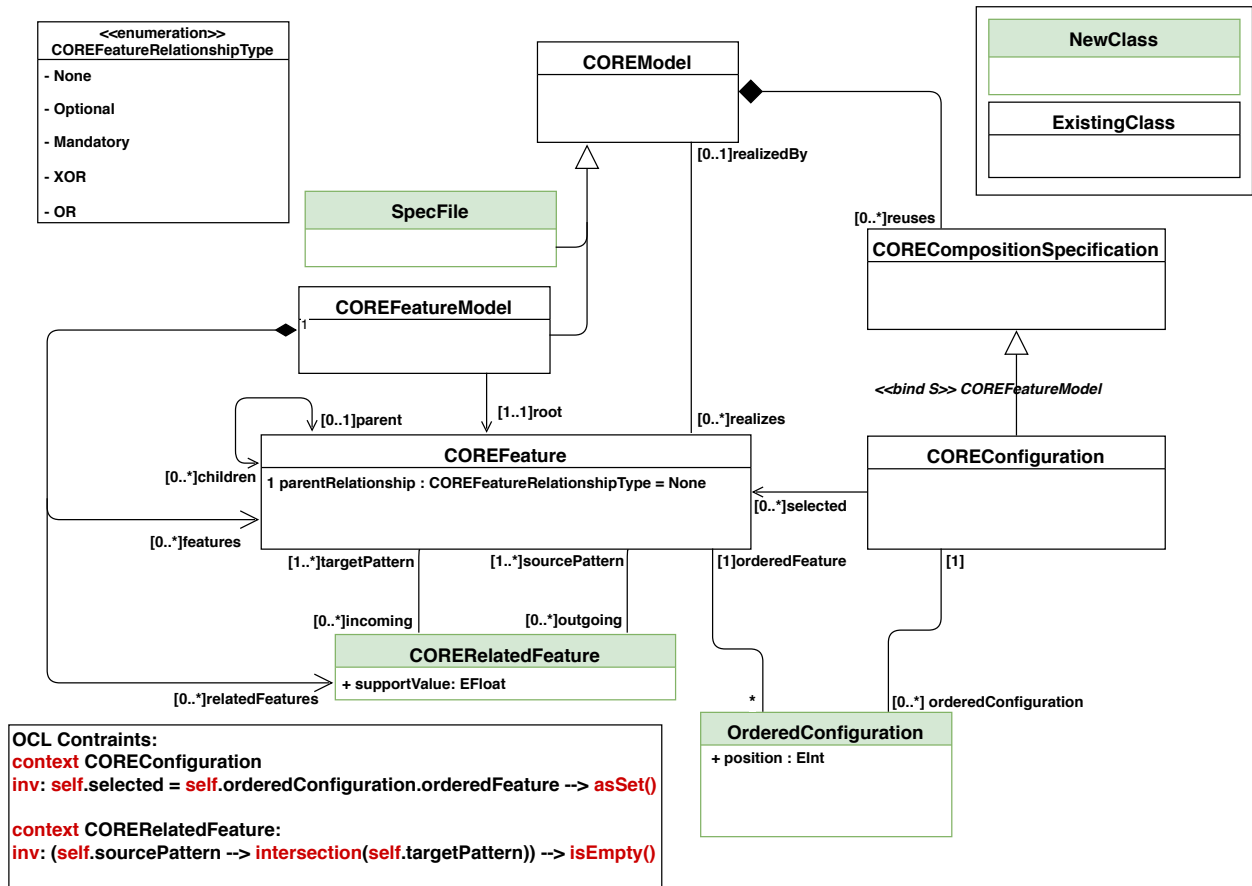 <<enumeration>>
COREFeatureRelationshipType
- None
- Optional
- Mandatory
- XOR
- OR
COREModel
NewClass
ExistingClass
[0..1]realizedBy
[0..*]reuses
SpecFile
CORECompositionSpecification
COREFeatureModel
1
<<bind S>> COREFeatureModel
[0..1]parent
[1..1]root
[0..*]realizes
COREFeature
1 parentRelationship : COREFeatureRelationshipType = None
[0..*]children
COREConfiguration
[0..*]selected
[0..*]features
[1..*]targetPattern
[1..*]sourcePattern
[1]orderedFeature
[1]
[0..*]incoming
[0..*]outgoing
CORERelatedFeature
+ supportValue: EFloat
[0..*]relatedFeatures
*
[0..*] orderedConfiguration
OrderedConfiguration
+ position : EInt
OCL Contraints:
context COREConfiguration
inv: self.selected = self.orderedConfiguration.orderedFeature --> asSet()
context CORERelatedFeature:
inv: (self.sourcePattern --> intersection(self.targetPattern)) --> isEmpty()